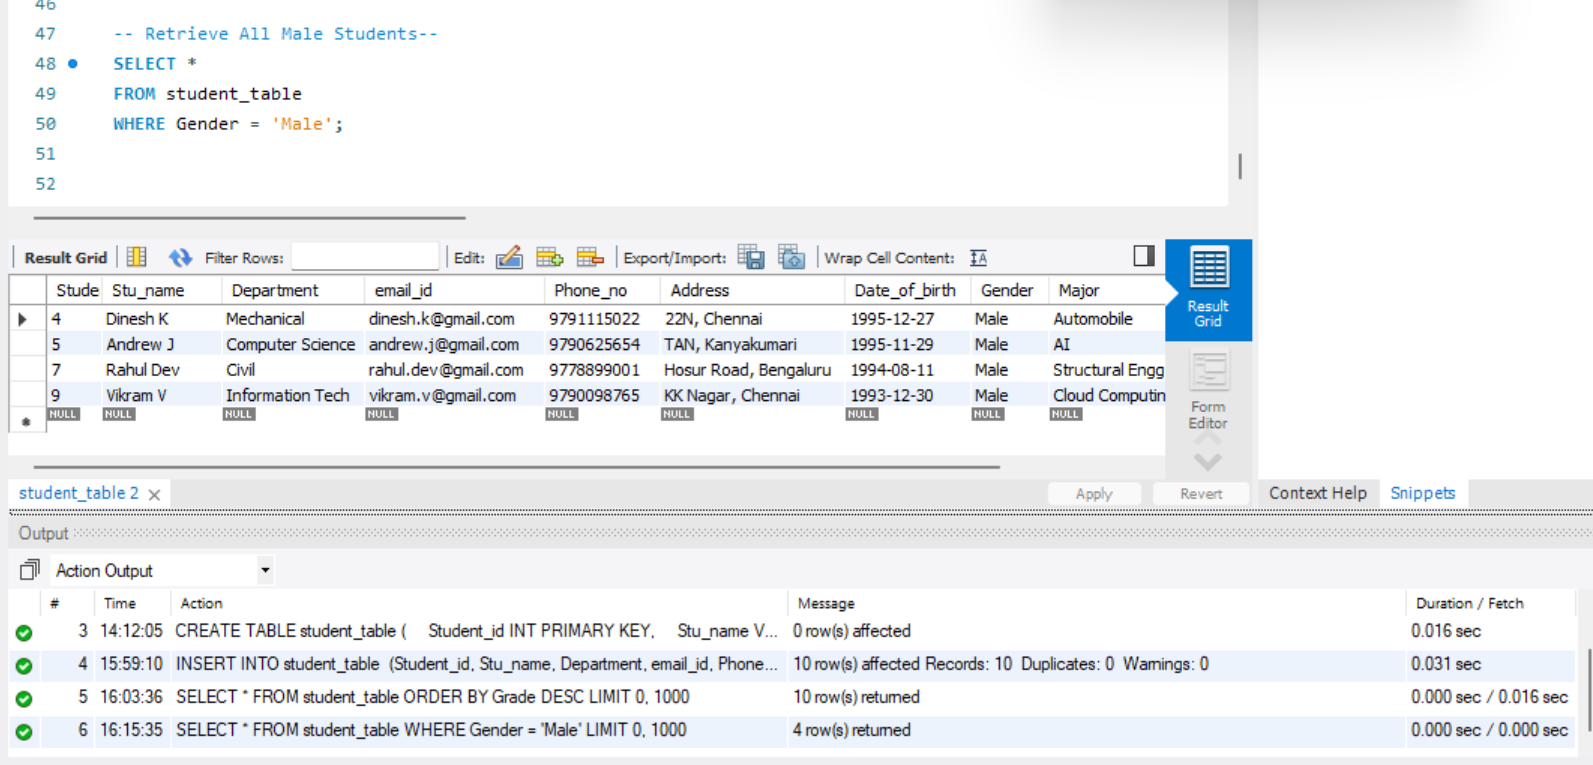 46
47 -- Retrieve All Male Students--
48 SELECT *
49 FROM student_table
50 WHERE Gender = 'Male';
51
52
Result Grid Filter Rows: Edit: Export/Import: Wrap Cell Content:
Stude Stu_name Department email_id Phone_no Address Date_of_birth Gender Major
4 Dinesh K Mechanical dinesh.k@gmail.com 9791115022 22N, Chennai 1995-12-27 Male Automobile
5 Andrew J Computer Science andrew.j@gmail.com 9790625654 TAN, Kanyakumari 1995-11-29 Male AI
7 Rahul Dev Civil rahul.dev@gmail.com 9778899001 Hosur Road, Bengaluru 1994-08-11 Male Structural Engg
9 Vikram V Information Tech vikram.v@gmail.com 9790098765 KK Nagar, Chennai 1993-12-30 Male Cloud Computin
NULL NULL NULL NULL NULL NULL NULL NULL NULL
Result
Grid
Form
Editor
student_table 2 Apply Revert Context Help Snippets
Output
Action Output
# Time Action Message Duration / Fetch
3 14:12:05 CREATE TABLE student_table ( Student_id INT PRIMARY KEY, Stu_name V... 0 row(s) affected 0.016 sec
4 15:59:10 INSERT INTO student_table (Student_id, Stu_name, Department, email_id, Phone... 10 row(s) affected Records: 10 Duplicates: 0 Warnings: 0 0.031 sec
5 16:03:36 SELECT * FROM student_table ORDER BY Grade DESC LIMIT 0, 1000 10 row(s) returned 0.000 sec / 0.016 sec
6 16:15:35 SELECT * FROM student_table WHERE Gender = 'Male' LIMIT 0, 1000 4 row(s) returned 0.000 sec / 0.000 sec